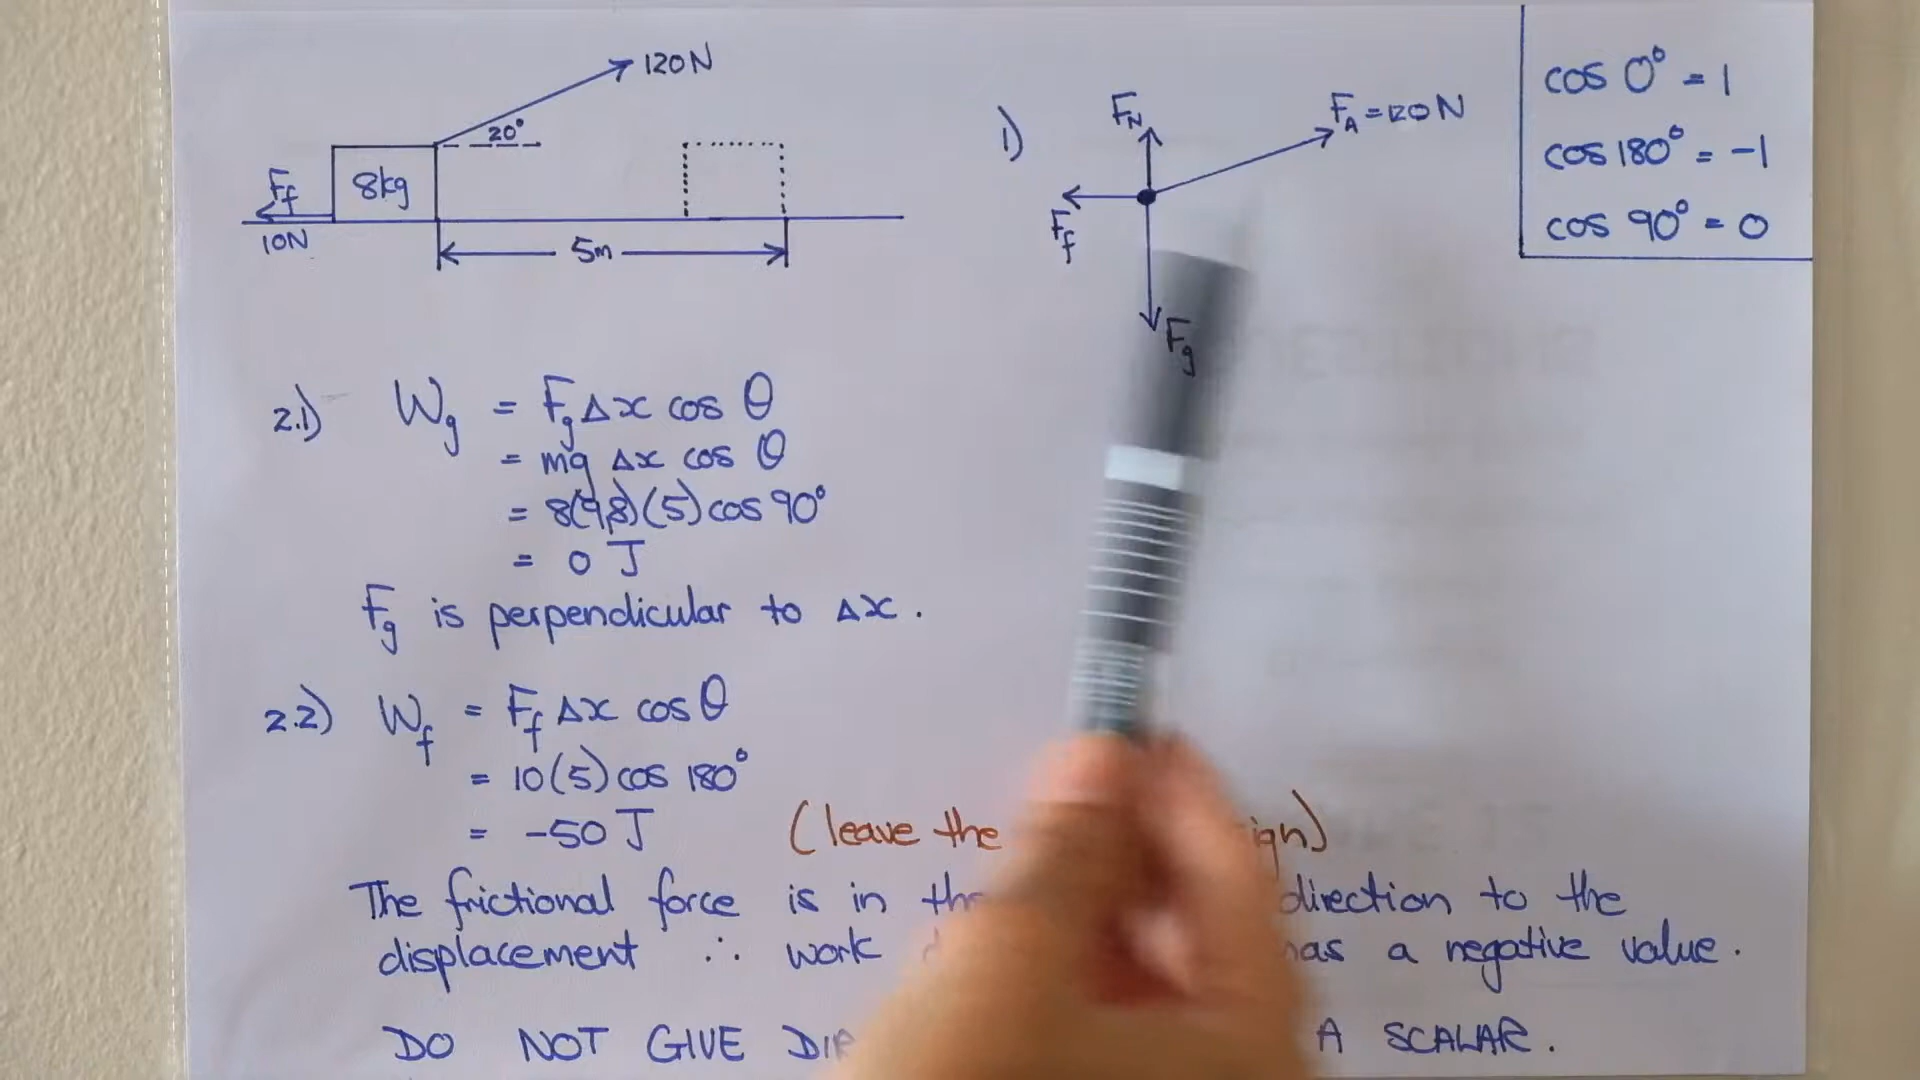 120N
20°
Ff
8kg
10N
5m
1)
FN
FA = 120N
Ff
Fg
cos 0° = 1
cos 180° = -1
cos 90° = 0
2.1) Wg = Fg Δx cos θ
= mg Δx cos θ
= 8(9,8)(5) cos 90°
= 0 J
Fg is perpendicular to Δx.
2.2) Wf = Ff Δx cos θ
= 10(5) cos 180°
= -50 J (leave the
The frictional force is in direction to the
displacement ∴ work has a negative value.
DO NOT GIVE A SCALAR.